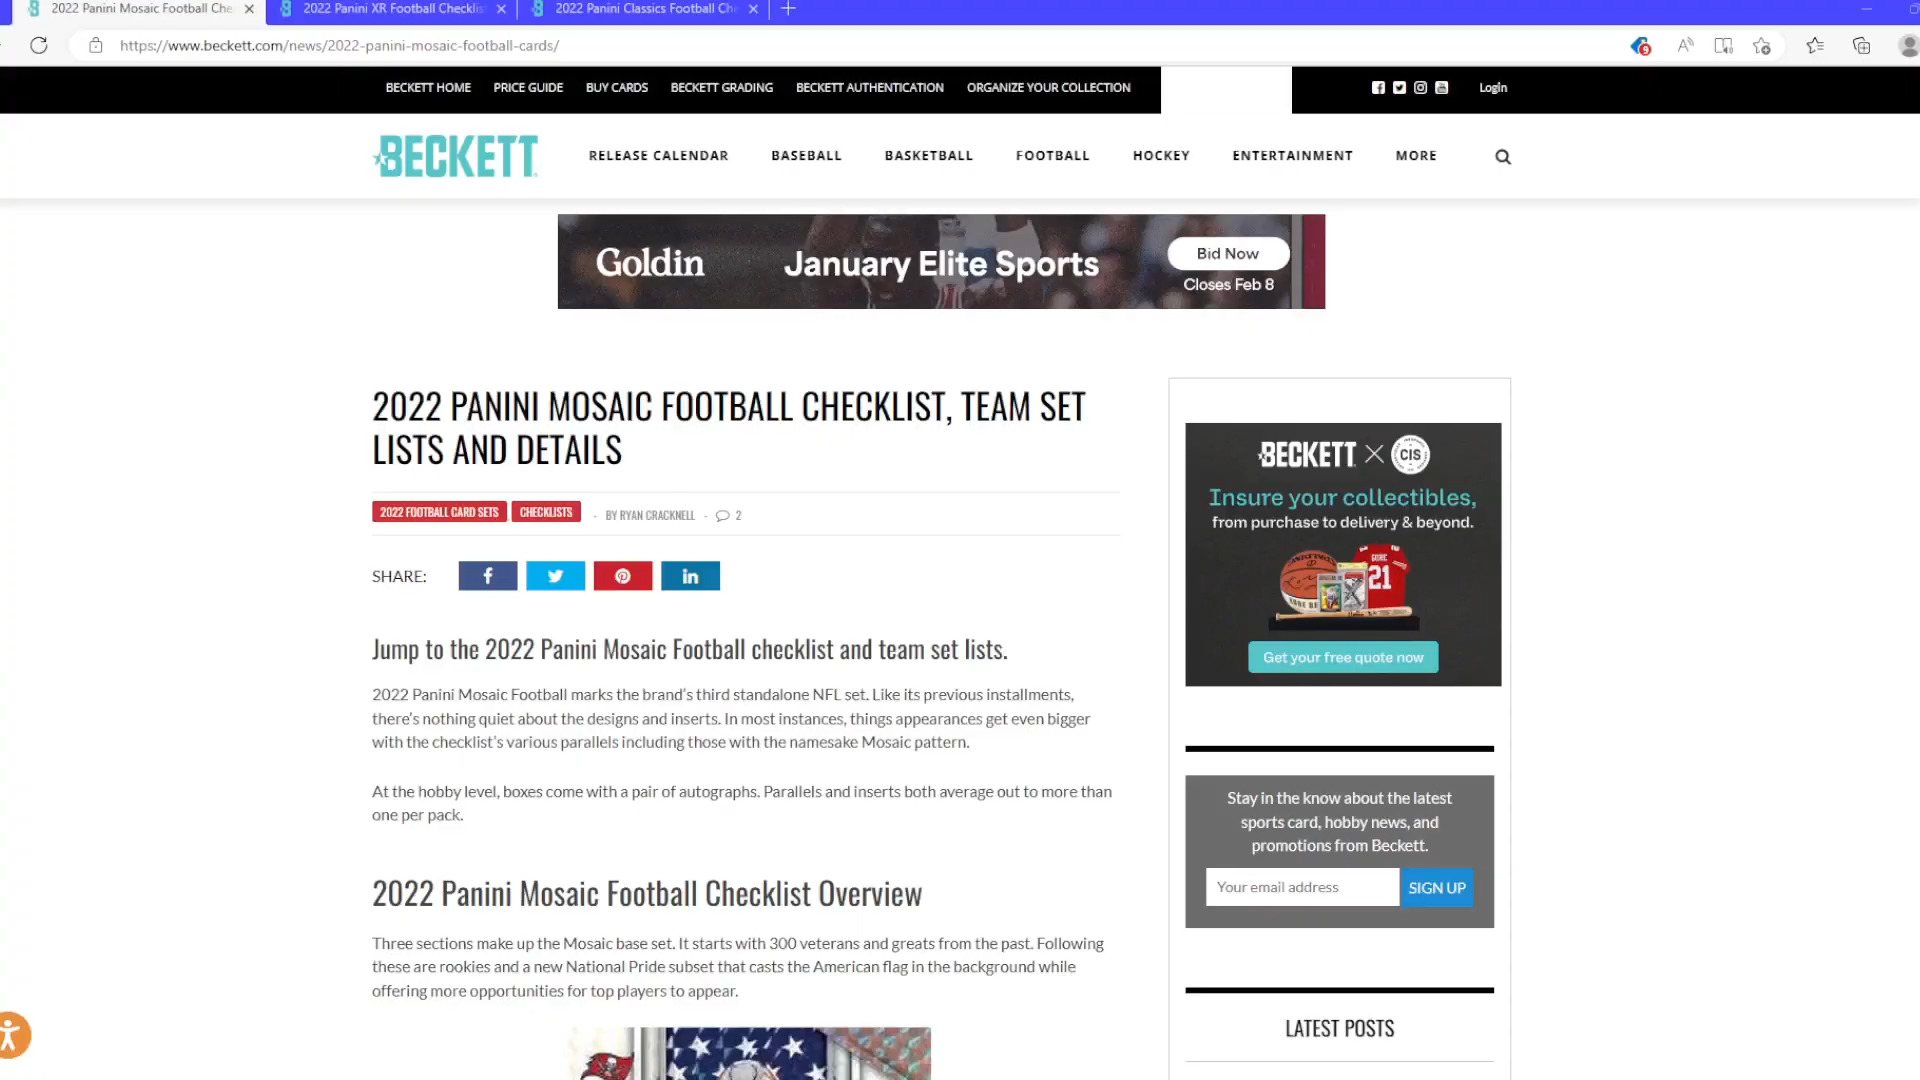 2022 Panini Mosaic Football Che
2022 Panini XR Football Checklis
2022 Panini Classics Football Ch
https://www.beckett.com/news/2022-panini-mosaic-football-cards/
9
BECKETT HOME PRICE GUIDE BUY CARDS BECKETT GRADING BECKETT AUTHENTICATION ORGANIZE YOUR COLLECTION Login
BECKETT
RELEASE CALENDAR BASEBALL BASKETBALL FOOTBALL HOCKEY ENTERTAINMENT MORE
Goldin January Elite Sports Bid Now
Closes Feb 8
2022 PANINI MOSAIC FOOTBALL CHECKLIST, TEAM SET
LISTS AND DETAILS
2022 FOOTBALL CARD SETS CHECKLISTS - BY RYAN CRACKNELL - 2
SHARE:
Jump to the 2022 Panini Mosaic Football checklist and team set lists.
2022 Panini Mosaic Football marks the brand's third standalone NFL set. Like its previous installments,
there's nothing quiet about the designs and inserts. In most instances, things appearances get even bigger
with the checklist's various parallels including those with the namesake Mosaic pattern.
At the hobby level, boxes come with a pair of autographs. Parallels and inserts both average out to more than
one per pack.
2022 Panini Mosaic Football Checklist Overview
Three sections make up the Mosaic base set. It starts with 300 veterans and greats from the past. Following
these are rookies and a new National Pride subset that casts the American flag in the background while
offering more opportunities for top players to appear.
BECKETT X CIS
Insure your collectibles,
from purchase to delivery & beyond.
GORE
21
Get your free quote now
Stay in the know about the latest
sports card, hobby news, and
promotions from Beckett.
Your email address SIGN UP
LATEST POSTS